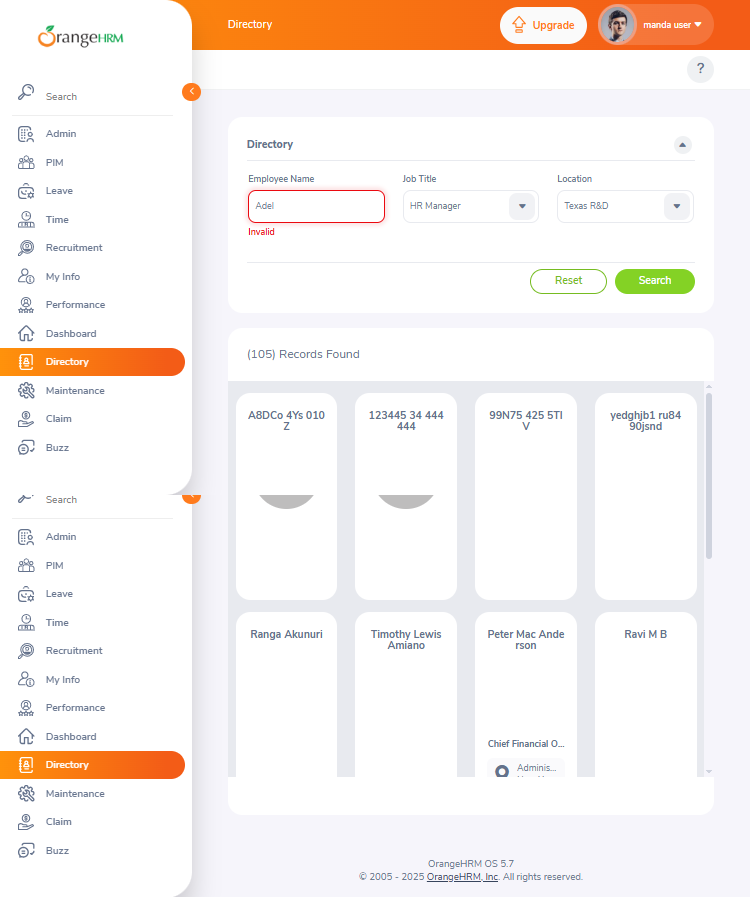 OrangeHRM
Directory
Upgrade
manda user
?
Search
Admin
PIM
Leave
Time
Recruitment
My Info
Performance
Dashboard
Directory
Maintenance
Claim
Buzz
Search
Admin
PIM
Leave
Time
Recruitment
My Info
Performance
Dashboard
Directory
Maintenance
Claim
Buzz
Directory
Employee Name
Job Title
Location
Adel
HR Manager
Texas R&D
Invalid
Reset
Search
(105) Records Found
A8DCo 4Ys 010
Z
123445 34 444
444
99N75 425 5TI
V
yedghjb1 ru84
90jsnd
Ranga Akunuri
Timothy Lewis
Amiano
Peter Mac Ande
rson
Ravi M B
Chief Financial O...
Adminis...
OrangeHRM OS 5.7
© 2005 - 2025 OrangeHRM, Inc. All rights reserved.